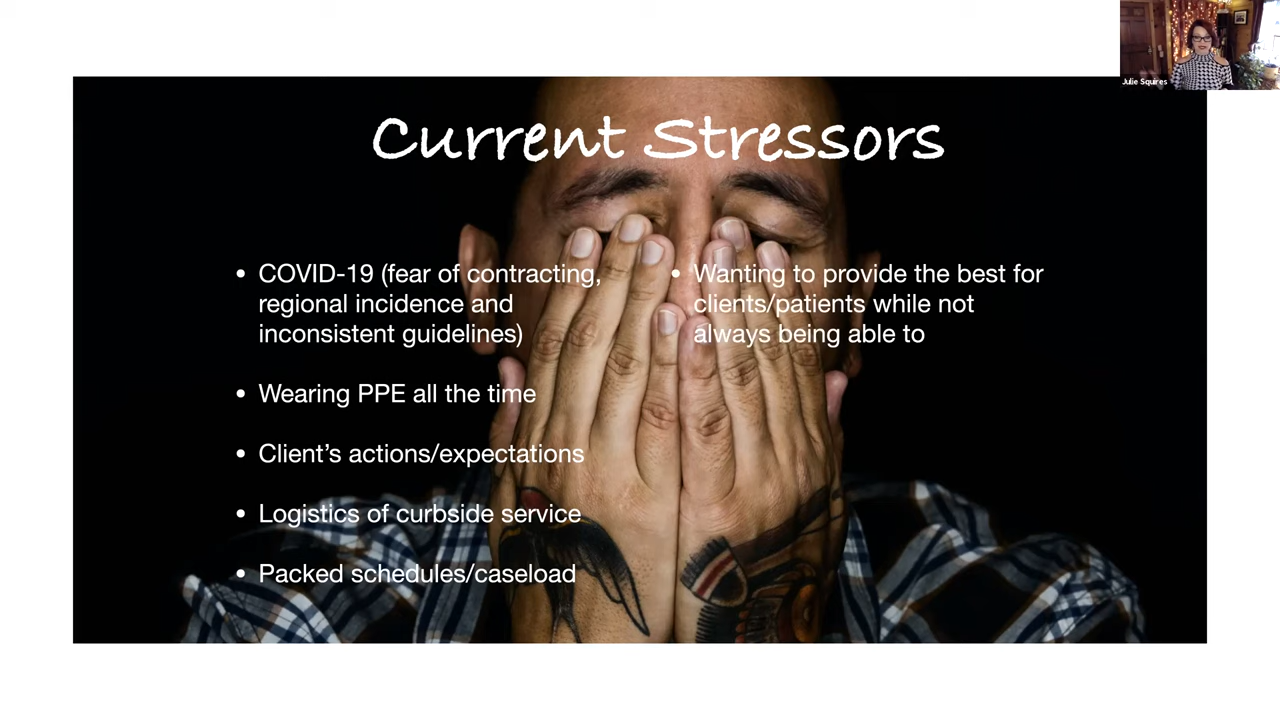 Julie Squires
Current Stressors
• COVID-19 (fear of contracting,
regional incidence and
inconsistent guidelines)
• Wearing PPE all the time
• Client’s actions/expectations
• Logistics of curbside service
• Packed schedules/caseload
• Wanting to provide the best for
clients/patients while not
always being able to